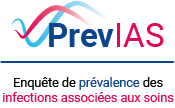 PrevIAS
Enquête de prévalence des
infections associées aux soins